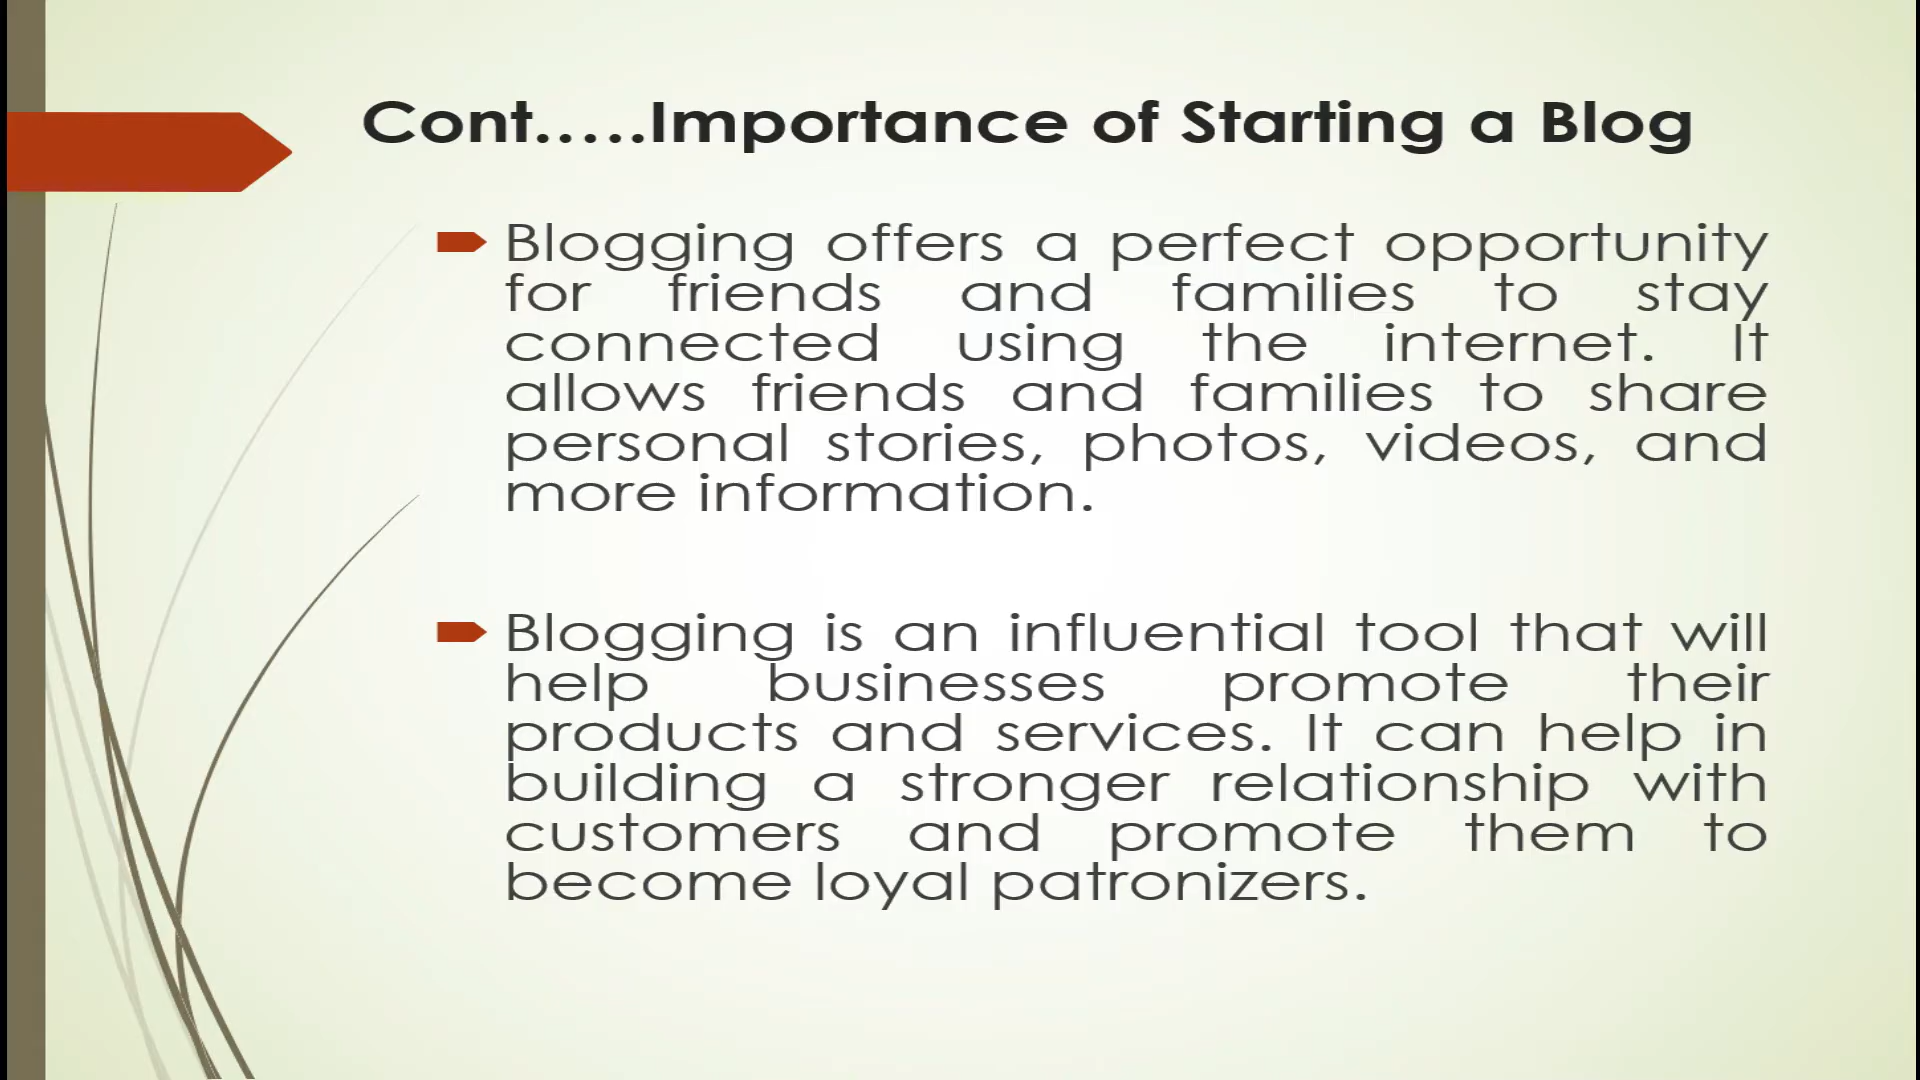 Cont.....Importance of Starting a Blog
Blogging offers a perfect opportunity
for friends and families to stay
connected using the internet. It
allows friends and families to share
personal stories, photos, videos, and
more information.
Blogging is an influential tool that will
help businesses promote their
products and services. It can help in
building a stronger relationship with
customers and promote them to
become loyal patronizers.